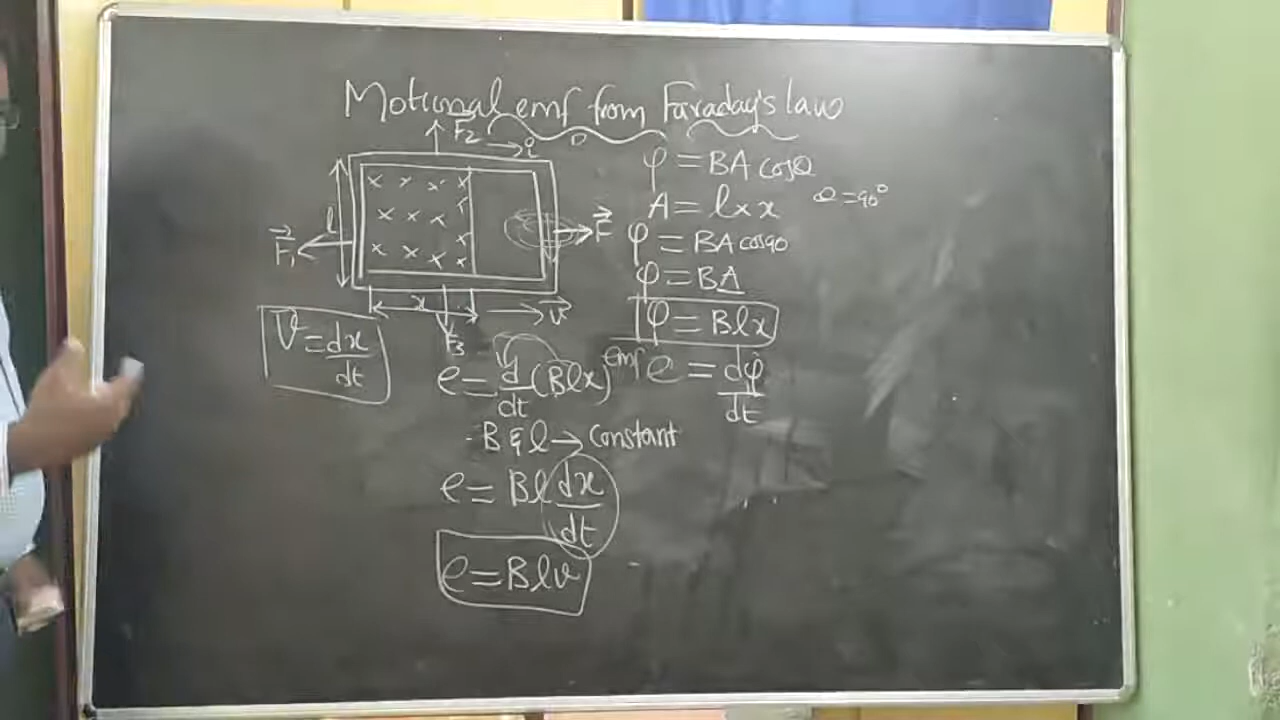 Motional emf from Faraday's law
F₂⃗
→ i
φ = BA cosθ
A = l × x   θ = 90°
l
x x x x
x x x
x x x x
F₁⃗
F⃗
φ = BA cos90
φ = BA
x
V⃗
F₃
φ = Blx
V = dx/dt
e = d/dt (Blx)
emf e = dφ/dt
B & l → Constant
e = Bl dx/dt
e = Blv